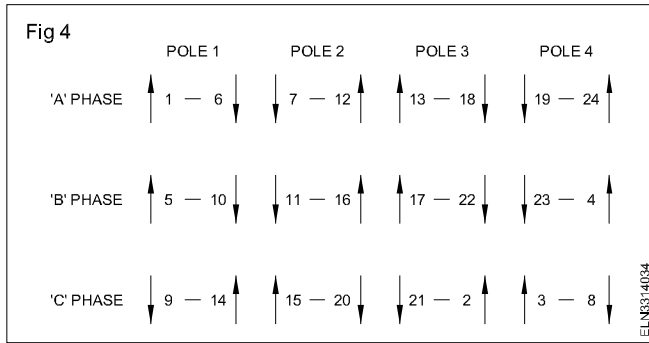 Fig 4
POLE 1 POLE 2 POLE 3 POLE 4
'A' PHASE 1 — 6 7 — 12 13 — 18 19 — 24
'B' PHASE 5 — 10 11 — 16 17 — 22 23 — 4
'C' PHASE 9 — 14 15 — 20 21 — 2 3 — 8
ELN3314034